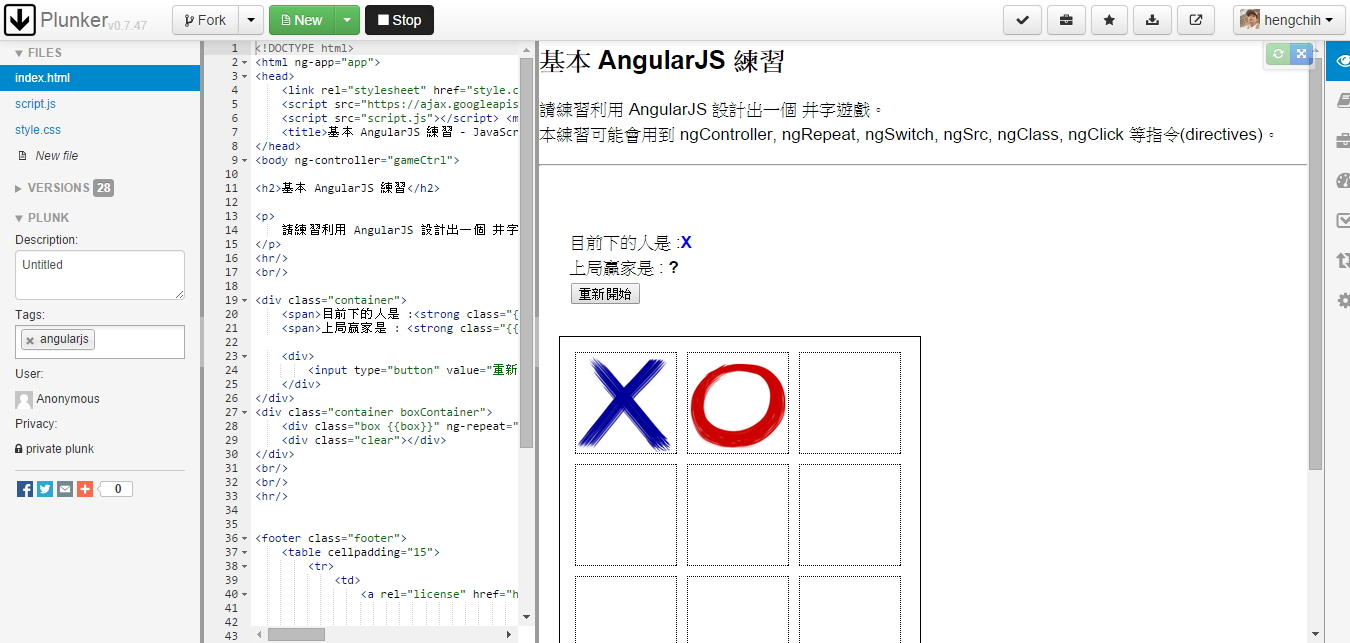 Plunker v0.7.47
Fork
New
Stop
hengchih
FILES
index.html
script.js
style.css
New file
VERSIONS 28
PLUNK
Description:
Untitled
Tags:
× angularjs
User:
Anonymous
Privacy:
private plunk
0
1 <!DOCTYPE html>
2 <html ng-app="app">
3 <head>
4 <link rel="stylesheet" href="style.c
5 <script src="https://ajax.googleapis
6 <script src="script.js"></script> <m
7 <title>基本 AngularJS 練習 - JavaScr
8 </head>
9 <body ng-controller="gameCtrl">
10
11 <h2>基本 AngularJS 練習</h2>
12
13 <p>
14 請練習利用 AngularJS 設計出一個 井字
15 </p>
16 <hr/>
17 <br/>
18
19 <div class="container">
20 <span>目前下的人是 :<strong class="{
21 <span>上局贏家是 : <strong class="{{
22
23 <div>
24 <input type="button" value="重新
25 </div>
26 </div>
27 <div class="container boxContainer">
28 <div class="box {{box}}" ng-repeat="
29 <div class="clear"></div>
30 </div>
31 <br/>
32 <br/>
33 <hr/>
34
35
36 <footer class="footer">
37 <table cellpadding="15">
38 <tr>
39 <td>
40 <a rel="license" href="h
41
42
43
基本 AngularJS 練習
請練習利用 AngularJS 設計出一個 井字遊戲。
本練習可能會用到 ngController, ngRepeat, ngSwitch, ngSrc, ngClass, ngClick 等指令(directives)。
目前下的人是 :X
上局贏家是 : ?
重新開始
X O